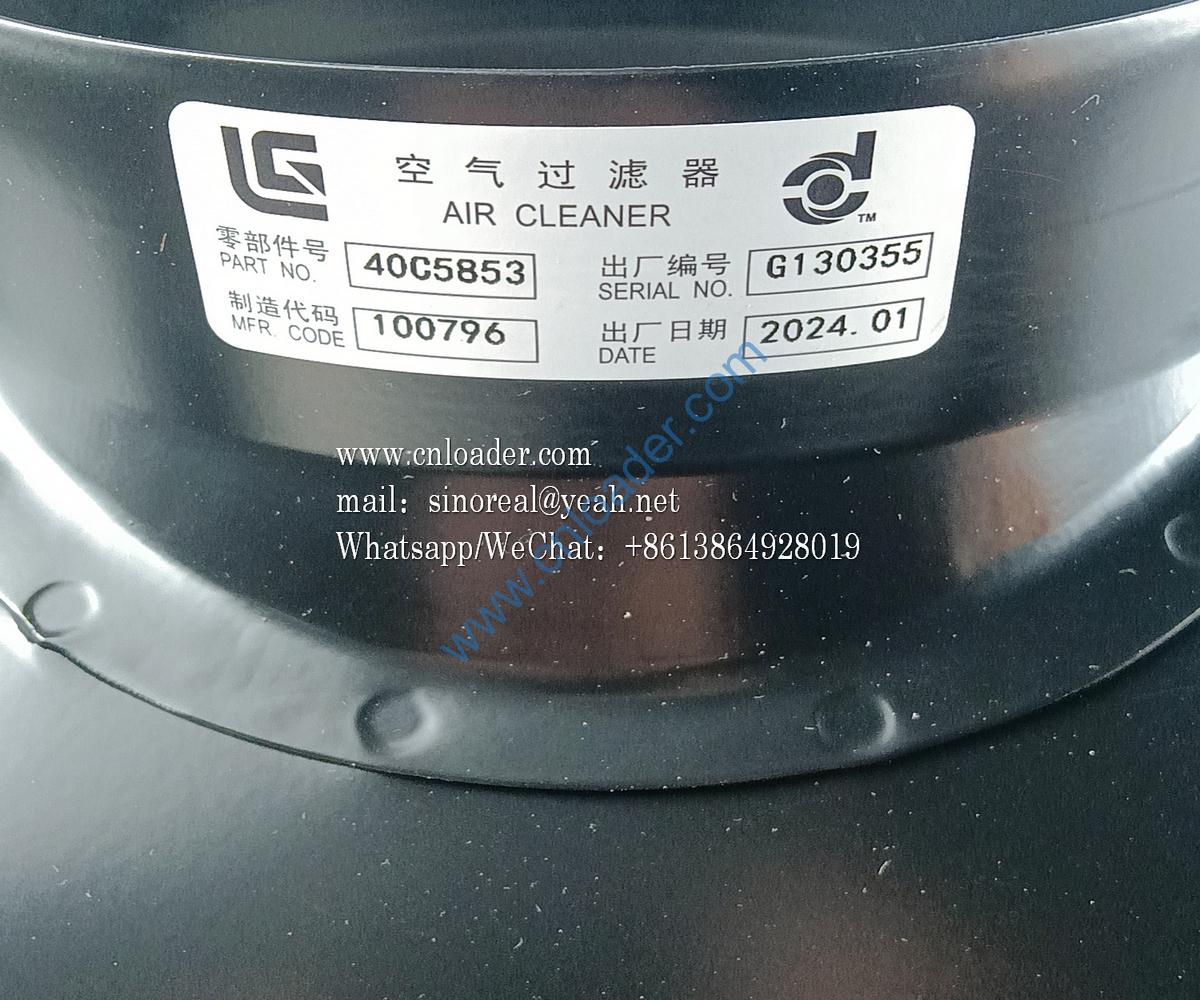 LG
空气过滤器
AIR CLEANER
TM
零部件号
PART NO.
40C5853
出厂编号
SERIAL NO.
G130355
制造代码
MFR. CODE
100796
出厂日期
DATE
2024.01
www.cnloader.com
mail：sinoreal@yeah.net
Whatsapp/WeChat：+8613864928019
www.cnloader.com